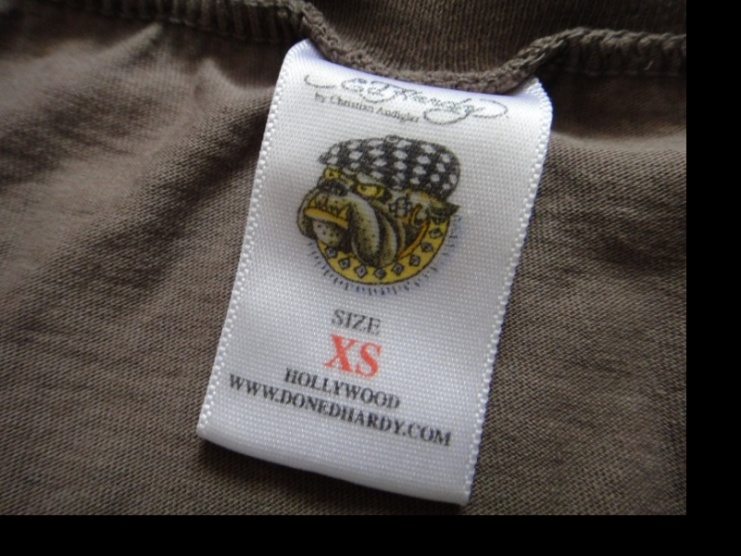 Ed Hardy
by Christian Audigier
SIZE
XS
HOLLYWOOD
WWW.DONEDHARDY.COM